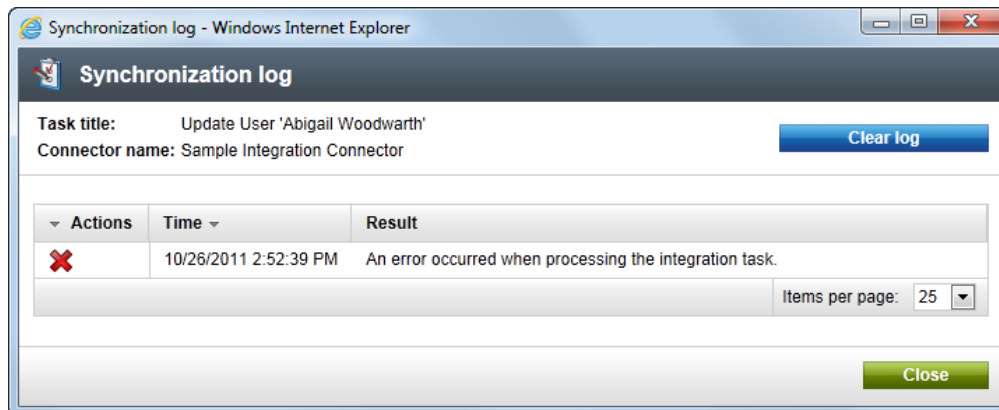 Synchronization log - Windows Internet Explorer
Synchronization log
Task title: Update User 'Abigail Woodwarth'
Clear log
Connector name: Sample Integration Connector
Actions Time Result
10/26/2011 2:52:39 PM An error occurred when processing the integration task.
Items per page: 25
Close